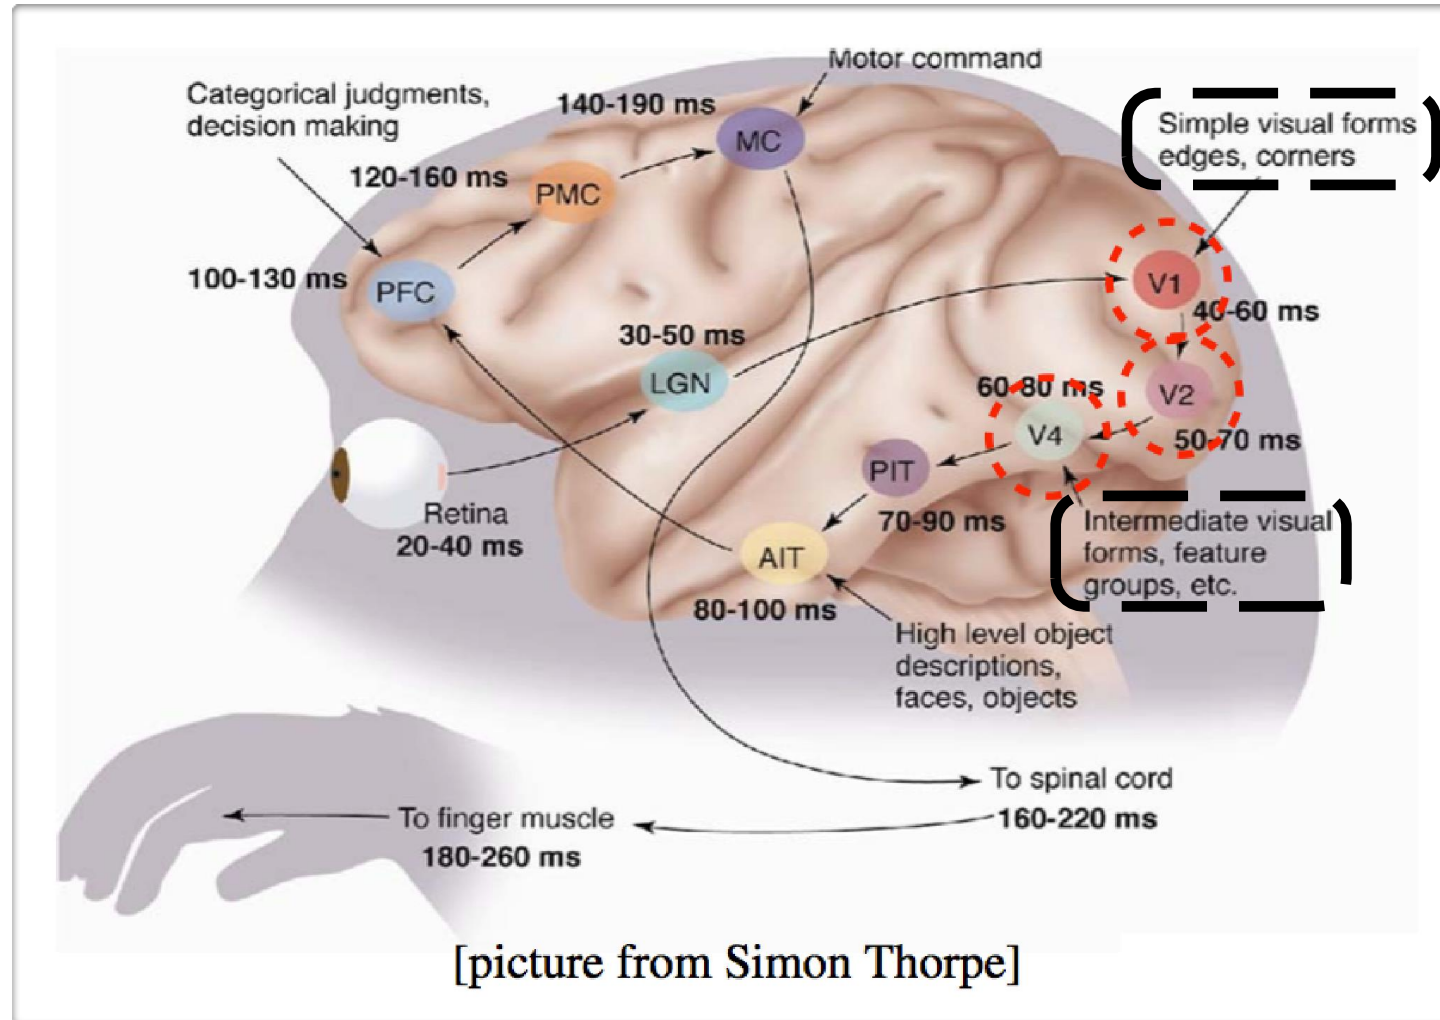 Motor command
Categorical judgments,
decision making
140-190 ms
MC
Simple visual forms
edges, corners
120-160 ms
PMC
100-130 ms
PFC
V1
40-60 ms
30-50 ms
LGN
60-80 ms
V2
V4
50-70 ms
PIT
70-90 ms
Retina
20-40 ms
Intermediate visual
forms, feature
groups, etc.
AIT
80-100 ms
High level object
descriptions,
faces, objects
To spinal cord
160-220 ms
To finger muscle
180-260 ms
[picture from Simon Thorpe]